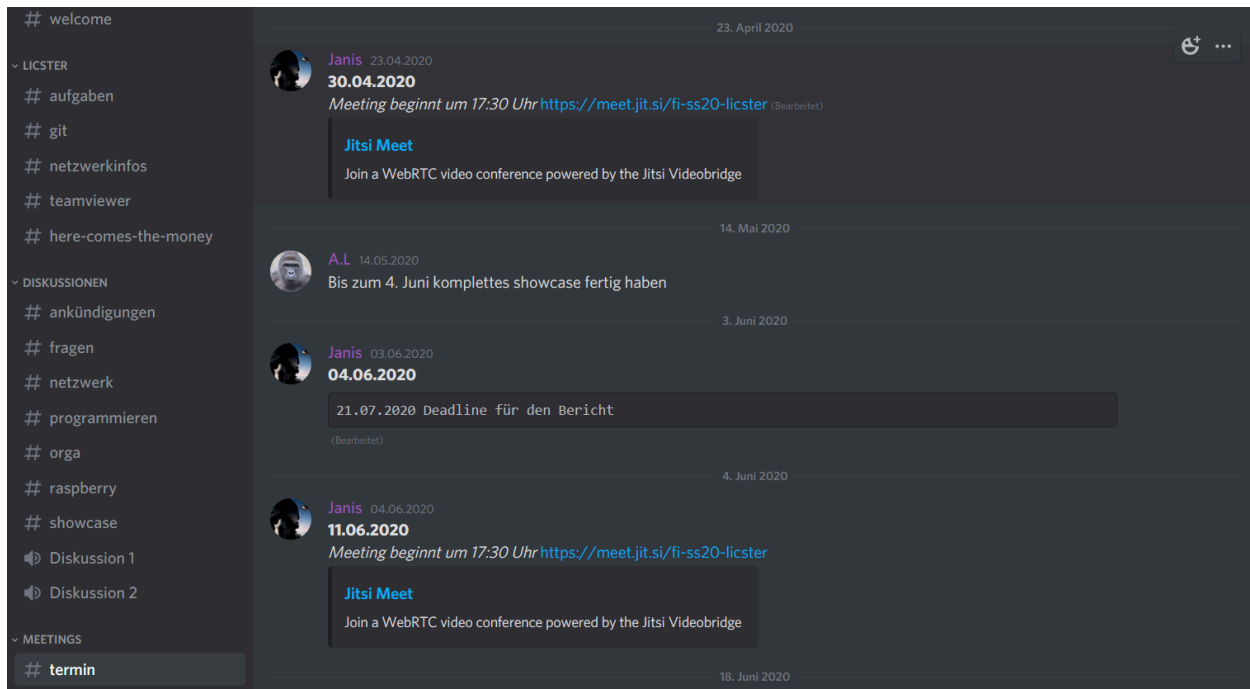 # welcome
LICSTER
# aufgaben
# git
# netzwerkinfos
# teamviewer
# here-comes-the-money
DISKUSSIONEN
# ankündigungen
# fragen
# netzwerk
# programmieren
# orga
# raspberry
# showcase
Diskussion 1
Diskussion 2
MEETINGS
# termin
23. April 2020
Janis 23.04.2020
30.04.2020
Meeting beginnt um 17:30 Uhr https://meet.jit.si/fi-ss20-licster (Bearbeitet)
Jitsi Meet
Join a WebRTC video conference powered by the Jitsi Videobridge
14. Mai 2020
A.L 14.05.2020
Bis zum 4. Juni komplettes showcase fertig haben
3. Juni 2020
Janis 03.06.2020
04.06.2020
21.07.2020 Deadline für den Bericht
(Bearbeitet)
4. Juni 2020
Janis 04.06.2020
11.06.2020
Meeting beginnt um 17:30 Uhr https://meet.jit.si/fi-ss20-licster
Jitsi Meet
Join a WebRTC video conference powered by the Jitsi Videobridge
18. Juni 2020